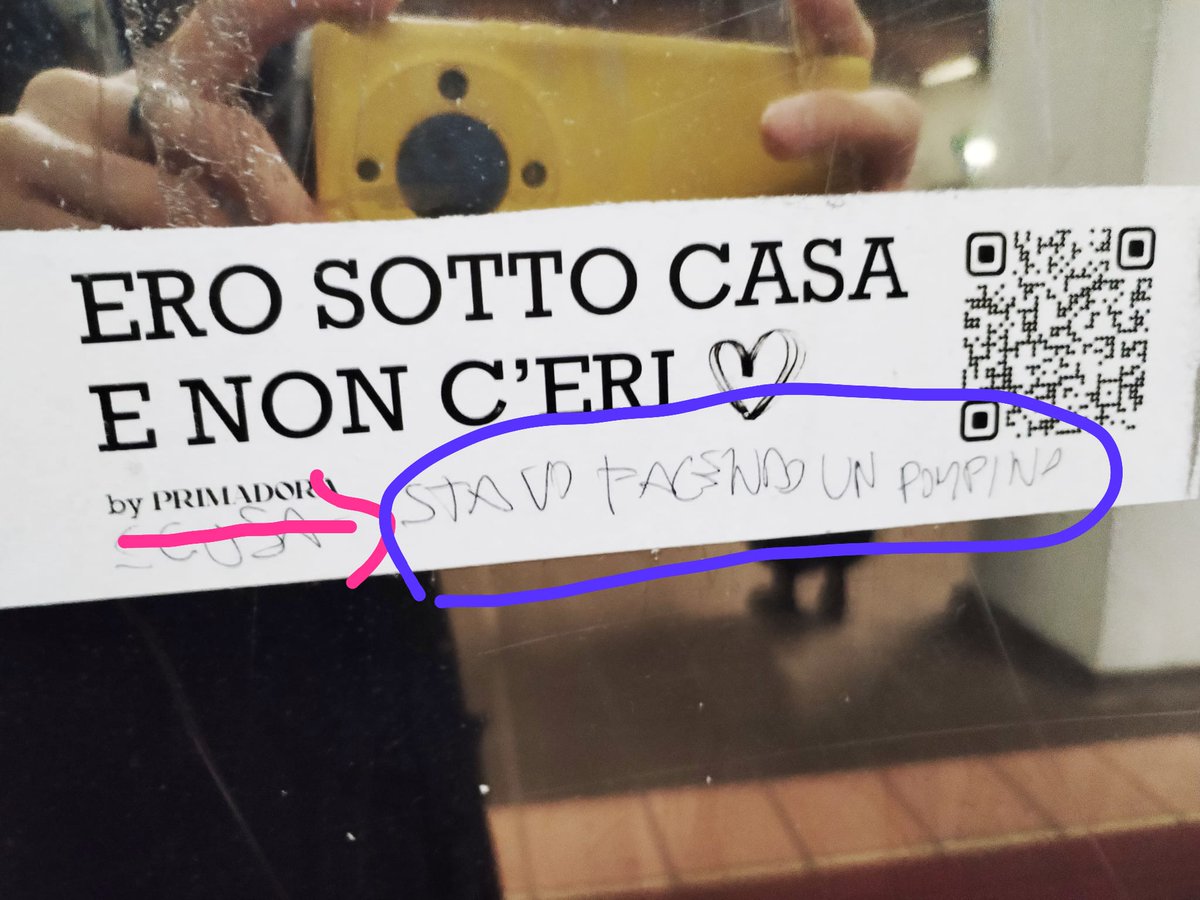 ERO SOTTO CASA
E NON C'ERI
by PRIMADORA
SCUSA STAVO FACENDO UN POMPINO